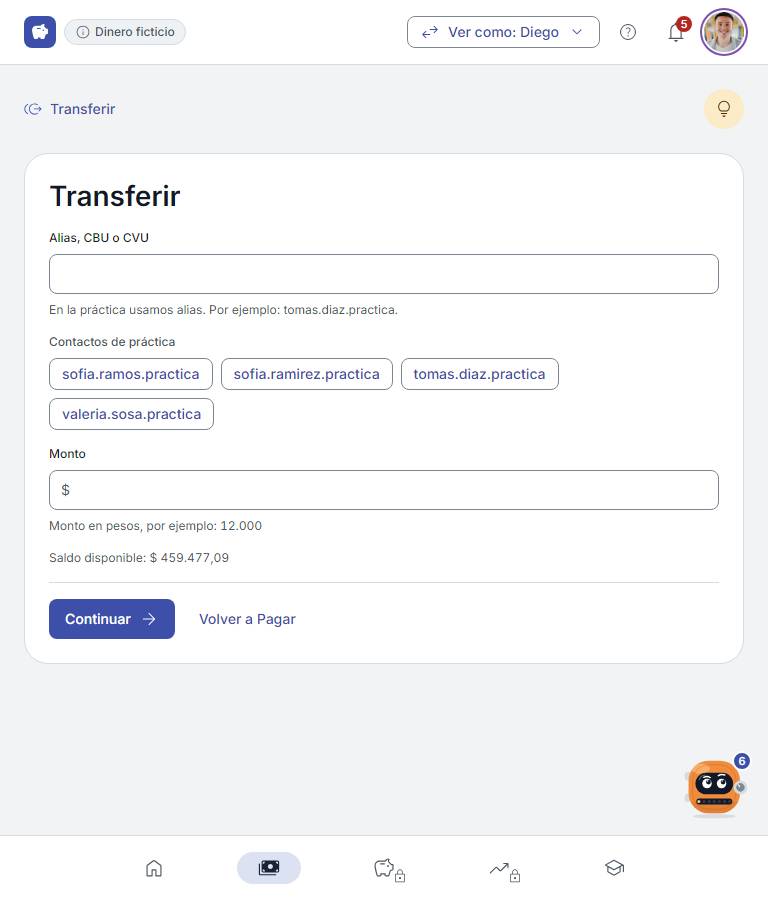 Dinero ficticio
Ver como: Diego
5
Transferir
Transferir
Alias, CBU o CVU
En la práctica usamos alias. Por ejemplo: tomas.diaz.practica.
Contactos de práctica
sofia.ramos.practica
sofia.ramirez.practica
tomas.diaz.practica
valeria.sosa.practica
Monto
$
Monto en pesos, por ejemplo: 12.000
Saldo disponible: $ 459.477,09
Continuar
Volver a Pagar
6